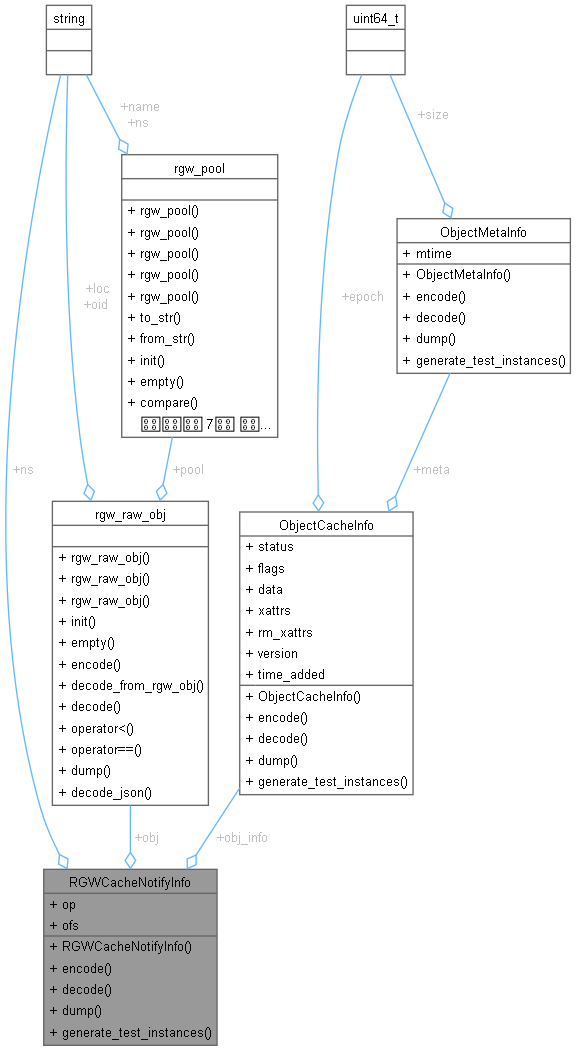 string
uint64_t
+name
+ns
+size
rgw_pool
+ rgw_pool()
+ rgw_pool()
+ rgw_pool()
+ rgw_pool()
+ rgw_pool()
+ to_str()
+ from_str()
+ init()
+ empty()
+ compare()
7 ...
ObjectMetaInfo
+ mtime
+ ObjectMetaInfo()
+ encode()
+ decode()
+ dump()
+ generate_test_instances()
+loc
+oid
+epoch
+ns
+pool
+meta
rgw_raw_obj
+ rgw_raw_obj()
+ rgw_raw_obj()
+ rgw_raw_obj()
+ init()
+ empty()
+ encode()
+ decode_from_rgw_obj()
+ decode()
+ operator<()
+ operator==()
+ dump()
+ decode_json()
ObjectCacheInfo
+ status
+ flags
+ data
+ xattrs
+ rm_xattrs
+ version
+ time_added
+ ObjectCacheInfo()
+ encode()
+ decode()
+ dump()
+ generate_test_instances()
+obj
+obj_info
RGWCacheNotifyInfo
+ op
+ ofs
+ RGWCacheNotifyInfo()
+ encode()
+ decode()
+ dump()
+ generate_test_instances()